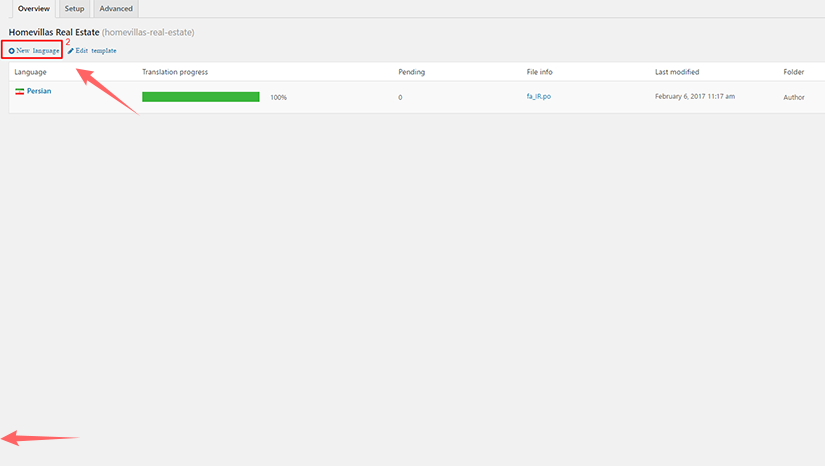 Overview Setup Advanced
Homevillas Real Estate (homevillas-real-estate)
2
New language Edit template
Language Translation progress Pending File info Last modified Folder
Persian 100% 0 fa_IR.po February 6, 2017 11:17 am Author